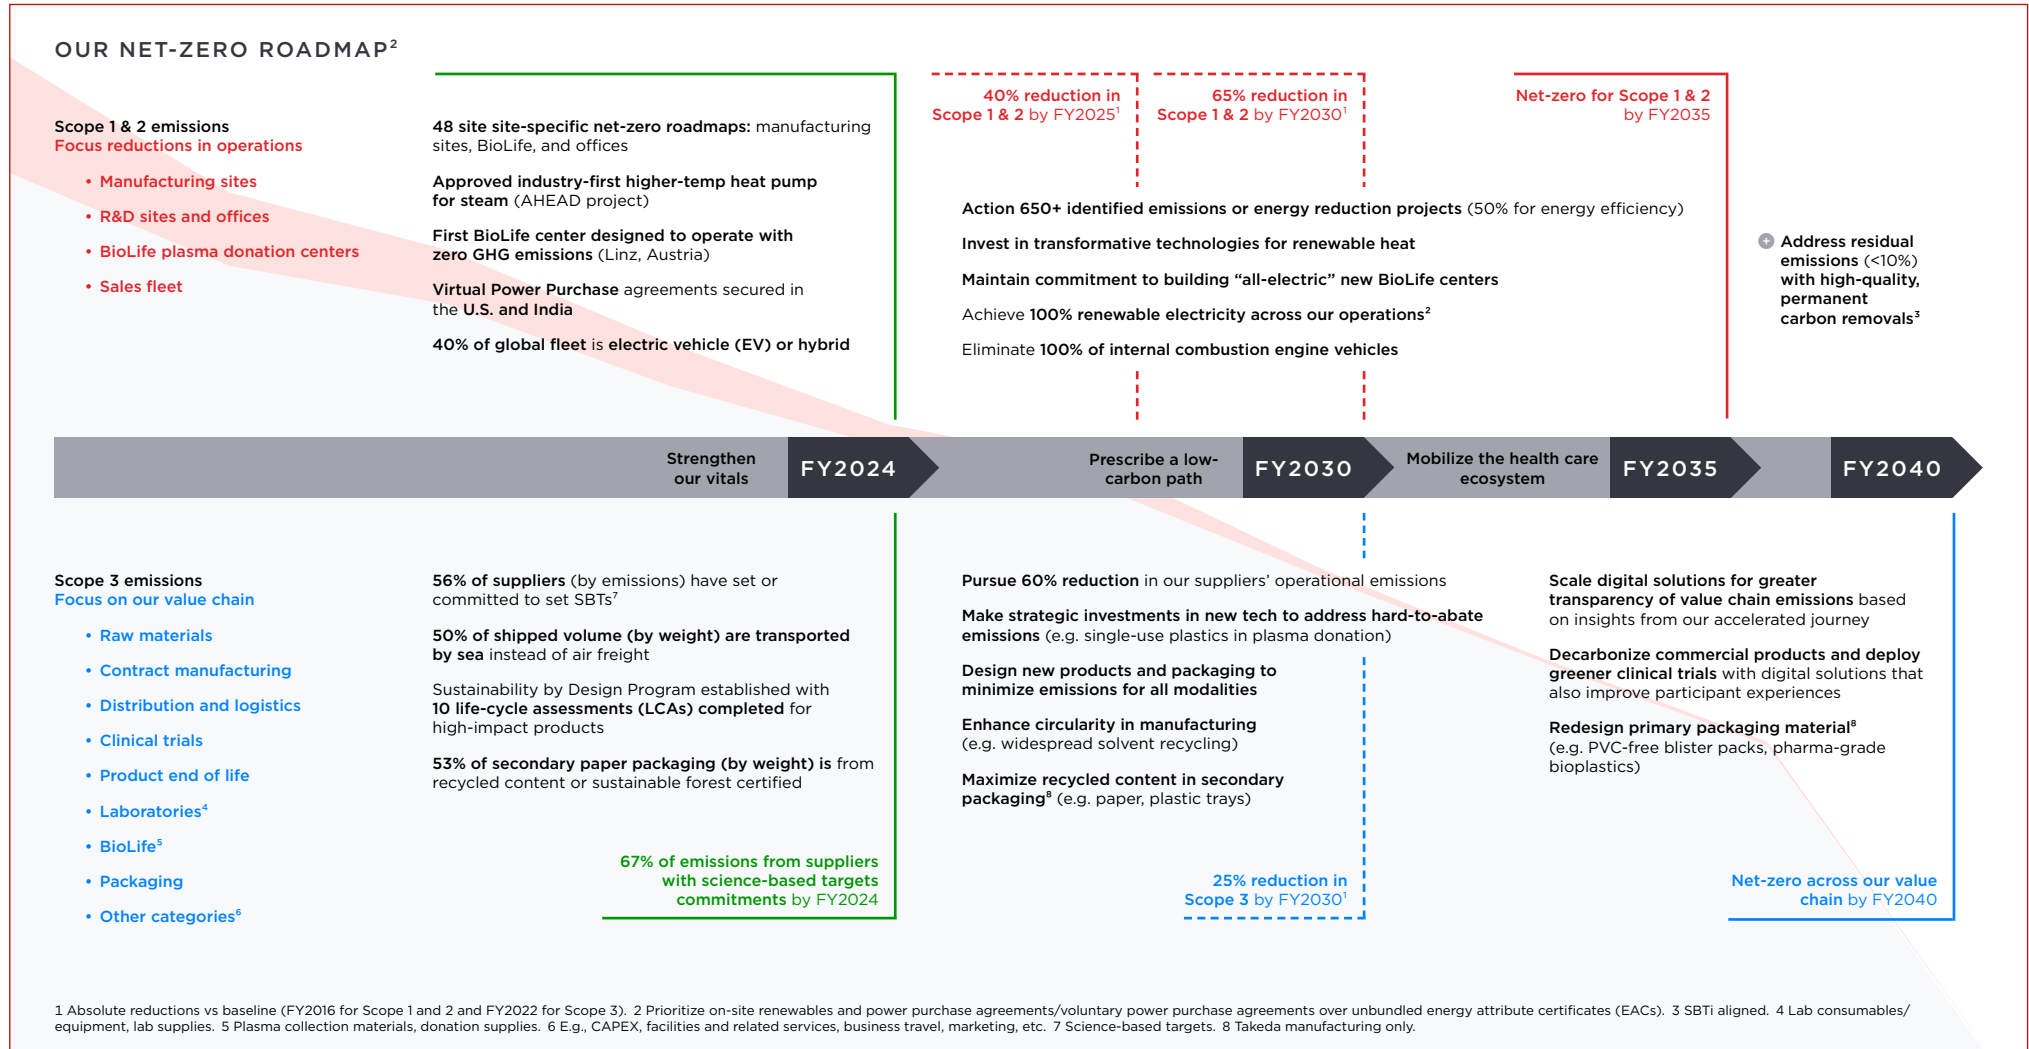 OUR NET-ZERO ROADMAP²
Scope 1 & 2 emissions
Focus reductions in operations
• Manufacturing sites
• R&D sites and offices
• BioLife plasma donation centers
• Sales fleet
48 site site-specific net-zero roadmaps: manufacturing
sites, BioLife, and offices
Approved industry-first higher-temp heat pump
for steam (AHEAD project)
First BioLife center designed to operate with
zero GHG emissions (Linz, Austria)
Virtual Power Purchase agreements secured in
the U.S. and India
40% of global fleet is electric vehicle (EV) or hybrid
40% reduction in
Scope 1 & 2 by FY2025¹
65% reduction in
Scope 1 & 2 by FY2030¹
Net-zero for Scope 1 & 2
by FY2035
Action 650+ identified emissions or energy reduction projects (50% for energy efficiency)
Invest in transformative technologies for renewable heat
Maintain commitment to building “all-electric” new BioLife centers
Achieve 100% renewable electricity across our operations²
Eliminate 100% of internal combustion engine vehicles
+ Address residual
emissions (<10%)
with high-quality,
permanent
carbon removals³
Strengthen
our vitals
FY2024
Prescribe a low-
carbon path
FY2030
Mobilize the health care
ecosystem
FY2035
FY2040
Scope 3 emissions
Focus on our value chain
• Raw materials
• Contract manufacturing
• Distribution and logistics
• Clinical trials
• Product end of life
• Laboratories⁴
• BioLife⁵
• Packaging
• Other categories⁶
56% of suppliers (by emissions) have set or
committed to set SBTs⁷
50% of shipped volume (by weight) are transported
by sea instead of air freight
Sustainability by Design Program established with
10 life-cycle assessments (LCAs) completed for
high-impact products
53% of secondary paper packaging (by weight) is from
recycled content or sustainable forest certified
67% of emissions from suppliers
with science-based targets
commitments by FY2024
Pursue 60% reduction in our suppliers’ operational emissions
Make strategic investments in new tech to address hard-to-abate
emissions (e.g. single-use plastics in plasma donation)
Design new products and packaging to
minimize emissions for all modalities
Enhance circularity in manufacturing
(e.g. widespread solvent recycling)
Maximize recycled content in secondary
packaging⁸ (e.g. paper, plastic trays)
25% reduction in
Scope 3 by FY2030¹
Scale digital solutions for greater
transparency of value chain emissions based
on insights from our accelerated journey
Decarbonize commercial products and deploy
greener clinical trials with digital solutions that
also improve participant experiences
Redesign primary packaging material⁸
(e.g. PVC-free blister packs, pharma-grade
bioplastics)
Net-zero across our value
chain by FY2040
1 Absolute reductions vs baseline (FY2016 for Scope 1 and 2 and FY2022 for Scope 3). 2 Prioritize on-site renewables and power purchase agreements/voluntary power purchase agreements over unbundled energy attribute certificates (EACs). 3 SBTi aligned. 4 Lab consumables/
equipment, lab supplies. 5 Plasma collection materials, donation supplies. 6 E.g., CAPEX, facilities and related services, business travel, marketing, etc. 7 Science-based targets. 8 Takeda manufacturing only.